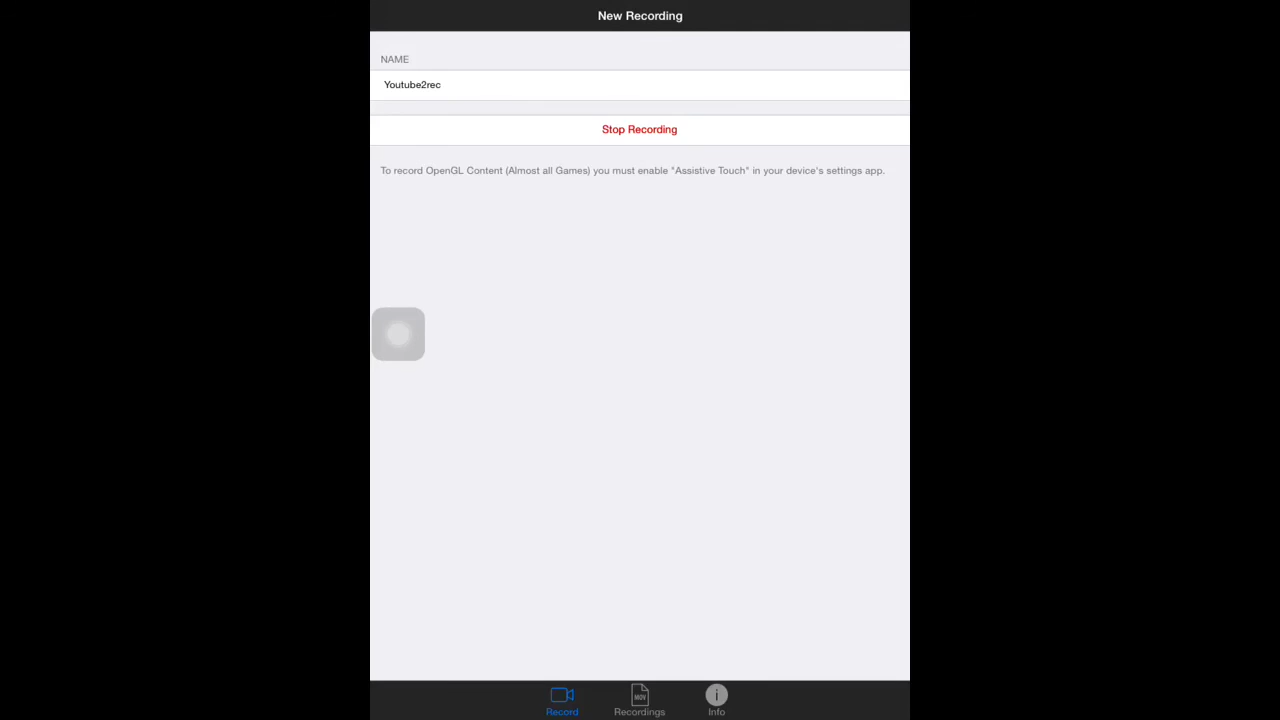 New Recording
NAME
Youtube2rec
Stop Recording
To record OpenGL Content (Almost all Games) you must enable "Assistive Touch" in your device's settings app.
MOV
Record
Recordings
Info